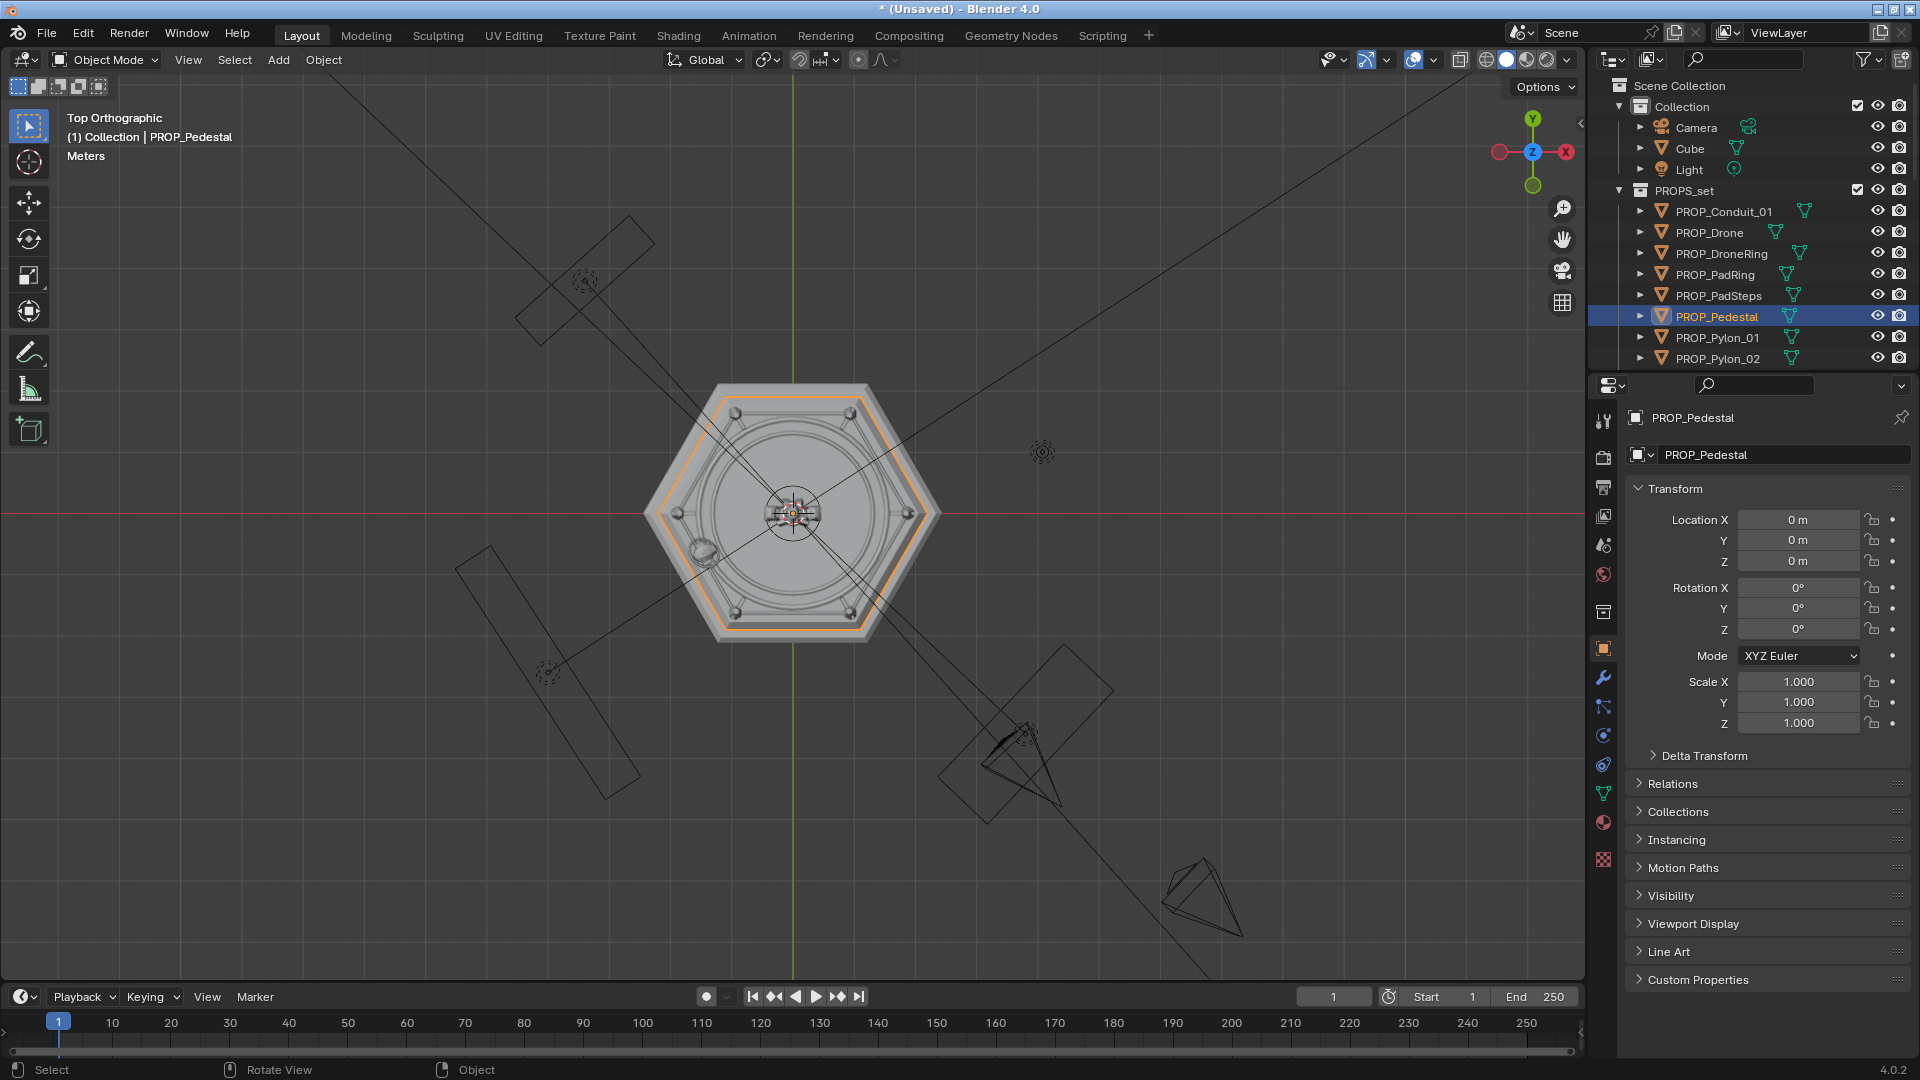 * (Unsaved) - Blender 4.0
File Edit Render Window Help Layout Modeling Sculpting UV Editing Texture Paint Shading Animation Rendering Compositing Geometry Nodes Scripting + Scene ViewLayer
Object Mode View Select Add Object Global
Options
Top Orthographic
(1) Collection | PROP_Pedestal
Meters
Y
Z
X
Scene Collection
Collection
Camera
Cube
Light
PROPS_set
PROP_Conduit_01
PROP_Drone
PROP_DroneRing
PROP_PadRing
PROP_PadSteps
PROP_Pedestal
PROP_Pylon_01
PROP_Pylon_02
PROP_Pedestal
PROP_Pedestal
Transform
Location X 0 m
Y 0 m
Z 0 m
Rotation X 0°
Y 0°
Z 0°
Mode XYZ Euler
Scale X 1.000
Y 1.000
Z 1.000
Delta Transform
Relations
Collections
Instancing
Motion Paths
Visibility
Viewport Display
Line Art
Custom Properties
Playback Keying View Marker 1 Start 1 End 250
1 10 20 30 40 50 60 70 80 90 100 110 120 130 140 150 160 170 180 190 200 210 220 230 240 250
Select Rotate View Object 4.0.2